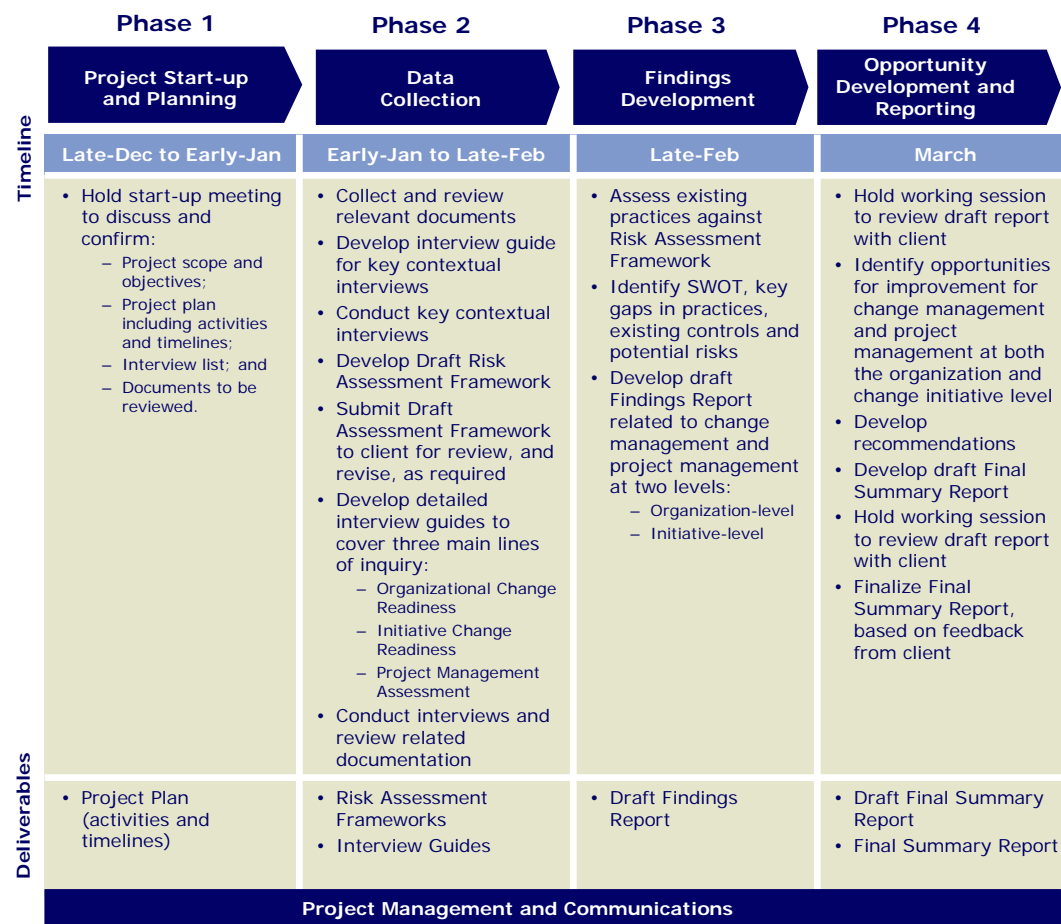 Phase 1
Phase 2
Phase 3
Phase 4
Timeline
Project Start-up
and Planning
Data
Collection
Findings
Development
Opportunity
Development and
Reporting
Late-Dec to Early-Jan
Early-Jan to Late-Feb
Late-Feb
March
• Hold start-up meeting
to discuss and
confirm:
– Project scope and
objectives;
– Project plan
including activities
and timelines;
– Interview list; and
– Documents to be
reviewed.
• Collect and review
relevant documents
• Develop interview guide
for key contextual
interviews
• Conduct key contextual
interviews
• Develop Draft Risk
Assessment Framework
• Submit Draft
Assessment Framework
to client for review, and
revise, as required
• Develop detailed
interview guides to
cover three main lines
of inquiry:
– Organizational Change
Readiness
– Initiative Change
Readiness
– Project Management
Assessment
• Conduct interviews and
review related
documentation
• Assess existing
practices against
Risk Assessment
Framework
• Identify SWOT, key
gaps in practices,
existing controls and
potential risks
• Develop draft
Findings Report
related to change
management and
project management
at two levels:
– Organization-level
– Initiative-level
• Hold working session
to review draft report
with client
• Identify opportunities
for improvement for
change management
and project
management at both
the organization and
change initiative level
• Develop
recommendations
• Develop draft Final
Summary Report
• Hold working session
to review draft report
with client
• Finalize Final
Summary Report,
based on feedback
from client
Deliverables
• Project Plan
(activities and
timelines)
• Risk Assessment
Frameworks
• Interview Guides
• Draft Findings
Report
• Draft Final Summary
Report
• Final Summary Report
Project Management and Communications